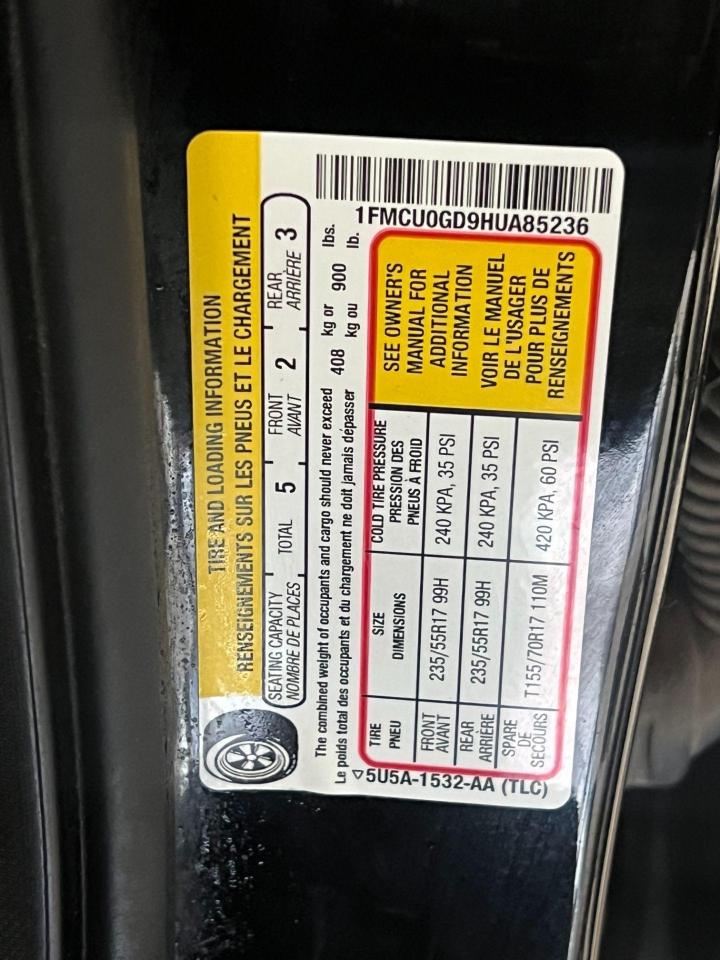 TIRE AND LOADING INFORMATION
RENSEIGNEMENTS SUR LES PNEUS ET LE CHARGEMENT
SEATING CAPACITY
NOMBRE DE PLACES
TOTAL 5
FRONT
AVANT
2
REAR
ARRIÈRE
3
The combined weight of occupants and cargo should never exceed 408 kg or 900 lbs.
Le poids total des occupants et du chargement ne doit jamais dépasser kg ou lb.
TIRE
PNEU
SIZE
DIMENSIONS
COLD TIRE PRESSURE
PRESSION DES
PNEUS À FROID
FRONT
AVANT
235/55R17 99H
240 KPA, 35 PSI
REAR
ARRIÈRE
235/55R17 99H
240 KPA, 35 PSI
SPARE
DE
SECOURS
T155/70R17 110M
420 KPA, 60 PSI
SEE OWNER'S
MANUAL FOR
ADDITIONAL
INFORMATION
VOIR LE MANUEL
DE L'USAGER
POUR PLUS DE
RENSEIGNEMENTS
1FMCU0GD9HUA85236
5U5A-1532-AA (TLC)